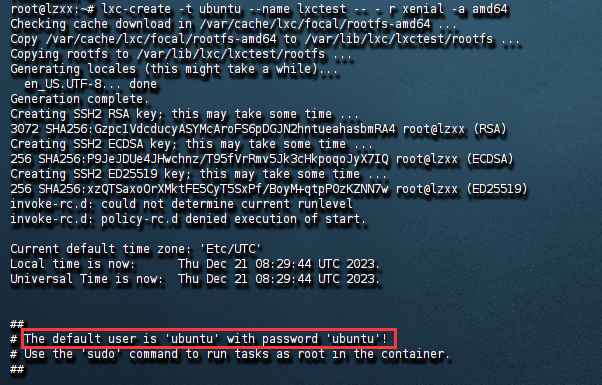 root@lzxx:~# lxc-create -t ubuntu --name lxctest -- - r xenial -a amd64
Checking cache download in /var/cache/lxc/focal/rootfs-amd64 ...
Copy /var/cache/lxc/focal/rootfs-amd64 to /var/lib/lxc/lxctest/rootfs ...
Copying rootfs to /var/lib/lxc/lxctest/rootfs ...
Generating locales (this might take a while)...
  en_US.UTF-8... done
Generation complete.
Creating SSH2 RSA key; this may take some time ...
3072 SHA256:Gzpc1VdcducyASYMcAroFS6pDGJN2hntueahasbmRA4 root@lzxx (RSA)
Creating SSH2 ECDSA key; this may take some time ...
256 SHA256:P9JeJDUe4JHwchnz/T95fVrRmv5Jk3cHkpoqoJyX7IQ root@lzxx (ECDSA)
Creating SSH2 ED25519 key; this may take some time ...
256 SHA256:xzQTSaxoOrXMktFE5CyT5SxPf/BoyM+qtpPOzKZNN7w root@lzxx (ED25519)
invoke-rc.d: could not determine current runlevel
invoke-rc.d: policy-rc.d denied execution of start.

Current default time zone: 'Etc/UTC'
Local time is now:      Thu Dec 21 08:29:44 UTC 2023.
Universal Time is now:  Thu Dec 21 08:29:44 UTC 2023.

##
# The default user is 'ubuntu' with password 'ubuntu'!
# Use the 'sudo' command to run tasks as root in the container.
##